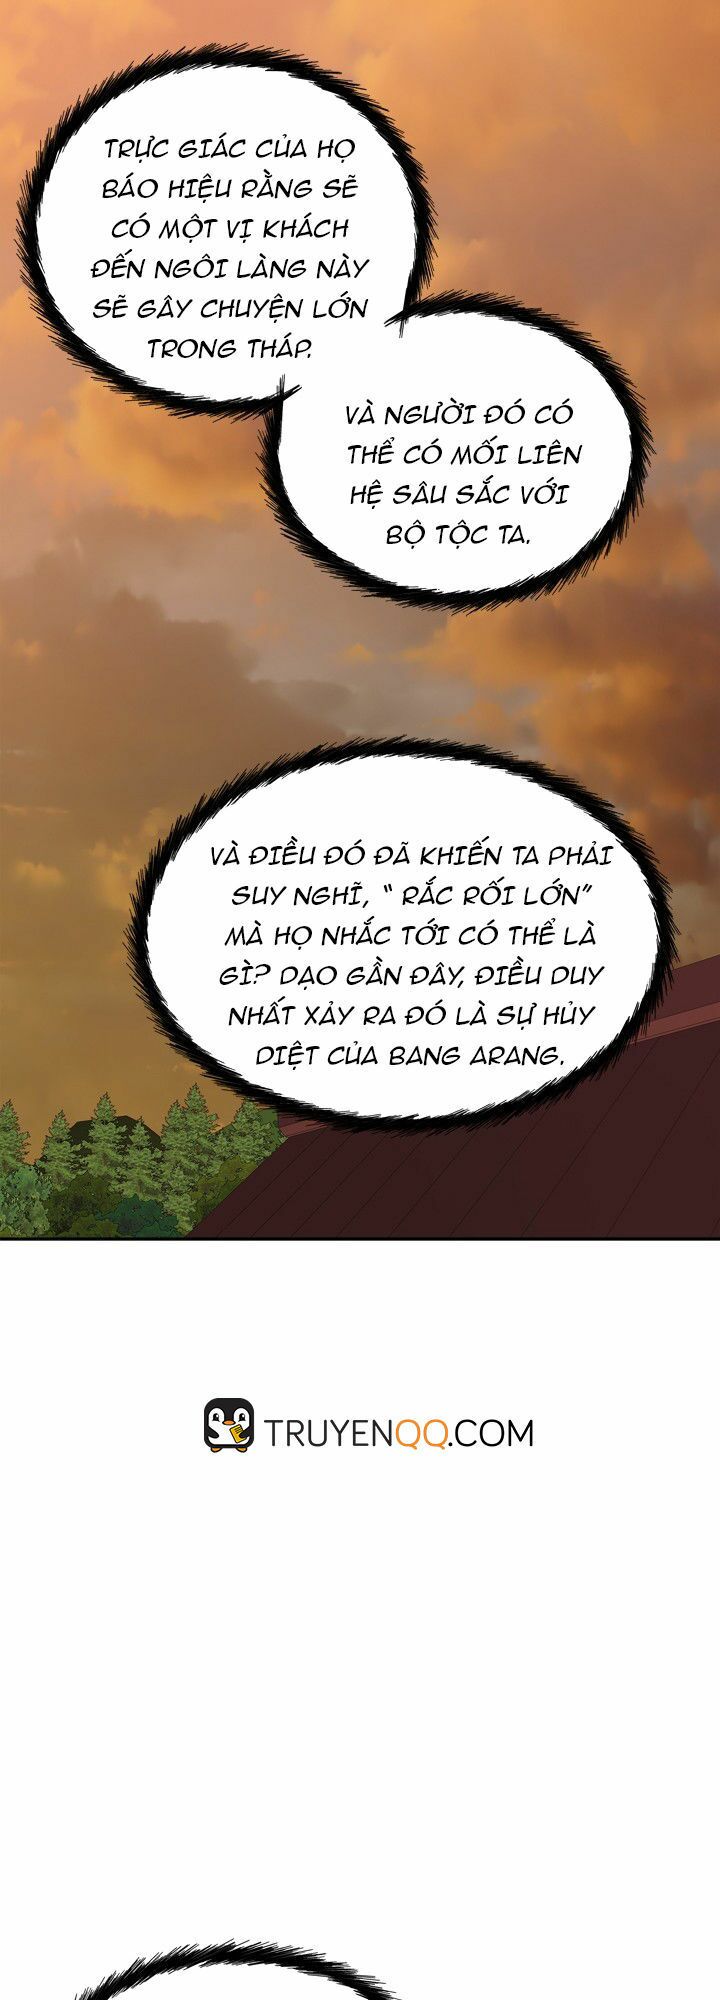 TRỰC GIÁC CỦA HỌ
BÁO HIỆU RẰNG SẼ
CÓ MỘT VỊ KHÁCH
ĐẾN NGÔI LÀNG NÀY
SẼ GÂY CHUYỆN LỚN
TRONG THÁP.
VÀ NGƯỜI ĐÓ CÓ
THỂ CÓ MỐI LIÊN
HỆ SÂU SẮC VỚI
BỘ TỘC TA.
VÀ ĐIỀU ĐÓ ĐÃ KHIẾN TA PHẢI
SUY NGHĨ, “ RẮC RỐI LỚN”
MÀ HỌ NHẮC TỚI CÓ THỂ LÀ
GÌ? DẠO GẦN ĐÂY, ĐIỀU DUY
NHẤT XẢY RA ĐÓ LÀ SỰ HỦY
DIỆT CỦA BANG ARANG.
TRUYENQQ.COM